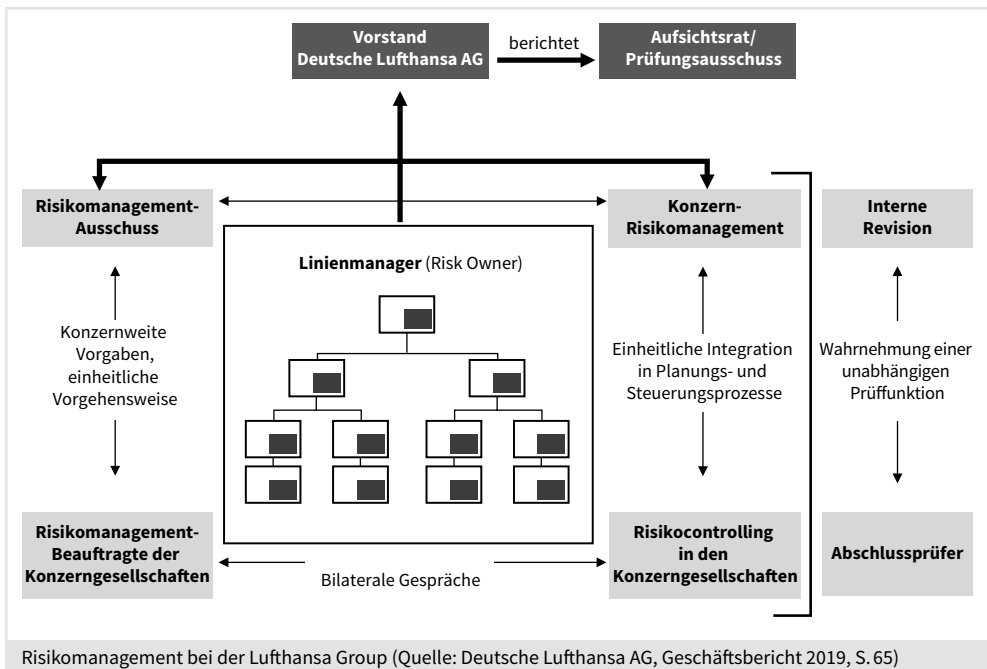 Vorstand
Deutsche Lufthansa AG
berichtet
Aufsichtsrat/
Prüfungsausschuss
Risikomanagement-
Ausschuss
Konzern-
Risikomanagement
Interne
Revision
Linienmanager (Risk Owner)
Konzernweite
Vorgaben,
einheitliche
Vorgehensweise
Einheitliche Integration
in Planungs- und
Steuerungsprozesse
Wahrnehmung einer
unabhängigen
Prüffunktion
Risikomanagement-
Beauftragte der
Konzerngesellschaften
Bilaterale Gespräche
Risikocontrolling
in den
Konzerngesellschaften
Abschlussprüfer
Risikomanagement bei der Lufthansa Group (Quelle: Deutsche Lufthansa AG, Geschäftsbericht 2019, S. 65)